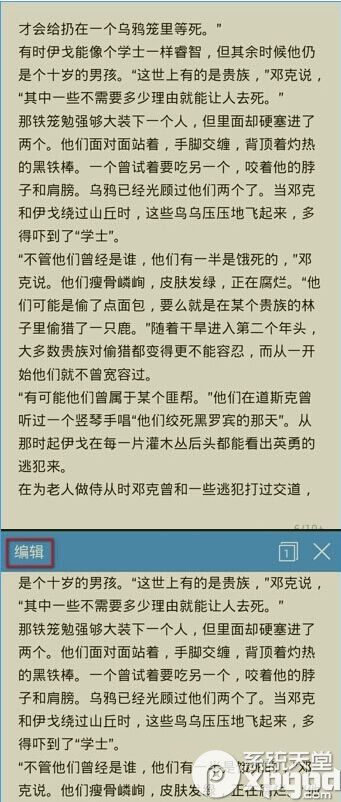 才会给扔在一个乌鸦笼里等死。”
有时伊戈能像个学士一样睿智，但其余时候他仍
是个十岁的男孩。“这世上有的是贵族，”邓克说，
“其中一些不需要多少理由就能让人去死。”
那铁笼勉强够大装下一个人，但里面却硬塞进了
两个。他们面对面站着，手脚交缠，背顶着灼热
的黑铁棒。一个曾试着要吃另一个，咬着他的脖
子和肩膀。乌鸦已经光顾过他们两个了。当邓克
和伊戈绕过山丘时，这些鸟乌压压地飞起来，多
得吓到了“学士”。
“不管他们曾经是谁，他们有一半是饿死的，”邓
克说。他们瘦骨嶙峋，皮肤发绿，正在腐烂。“他
们可能是偷了点面包，要么就是在某个贵族的林
子里偷猎了一只鹿。”随着干旱进入第二个年头，
大多数贵族对偷猎都变得更不能容忍，而从一开
始他们就不曾宽容过。
“有可能他们曾属于某个匪帮。”他们在道斯克曾
听过一个竖琴手唱“他们绞死黑罗宾的那天”。从
那时起伊戈在每一片灌木丛后头都能看出英勇的
逃犯来。
在为老人做侍从时邓克曾和一些逃犯打过交道，
编辑
1
是个十岁的男孩。“这世上有的是贵族，”邓克说，
“其中一些不需要多少理由就能让人去死。”
那铁笼勉强够大装下一个人，但里面却硬塞进了
两个。他们面对面站着，手脚交缠，背顶着灼热
的黑铁棒。一个曾试着要吃另一个，咬着他的脖
子和肩膀。乌鸦已经光顾过他们两个了。当邓克
和伊戈绕过山丘时，这些鸟乌压压地飞起来，多
得吓到了“学士”。
“不管他们曾经是谁，他们有一半是饿死的，”邓
系统天堂